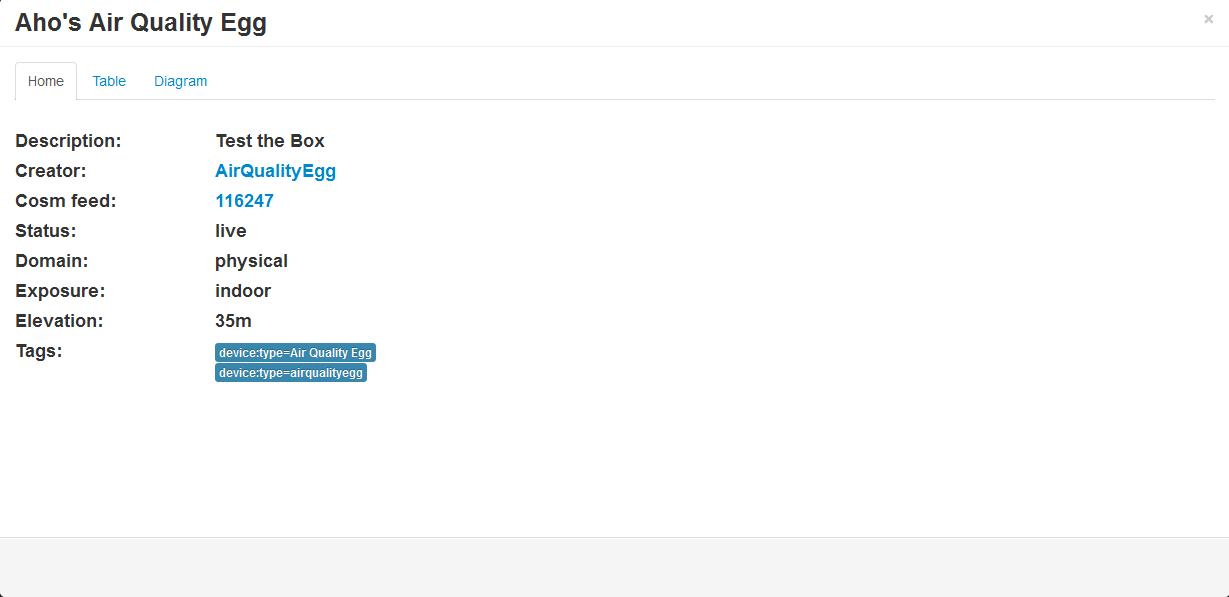 Aho's Air Quality Egg
×
Home Table Diagram
Description: Test the Box
Creator: AirQualityEgg
Cosm feed: 116247
Status: live
Domain: physical
Exposure: indoor
Elevation: 35m
Tags: device:type=Air Quality Egg
device:type=airqualityegg